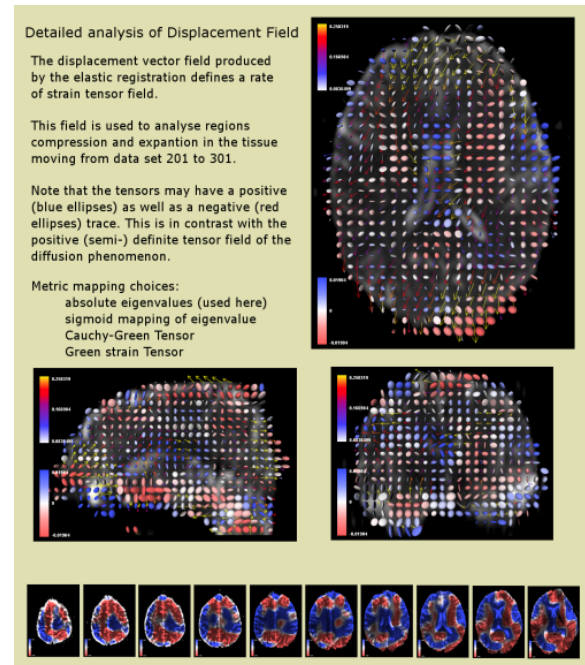 Detailed analysis of Displacement Field
The displacement vector field produced
by the elastic registration defines a rate
of strain tensor field.
This field is used to analyse regions
compression and expantion in the tissue
moving from data set 201 to 301.
Note that the tensors may have a positive
(blue ellipses) as well as a negative (red
ellipses) trace. This is in contrast with the
positive (semi-) definite tensor field of the
diffusion phenomenon.
Metric mapping choices:
absolute eigenvalues (used here)
sigmoid mapping of eigenvalue
Cauchy-Green Tensor
Green strain Tensor